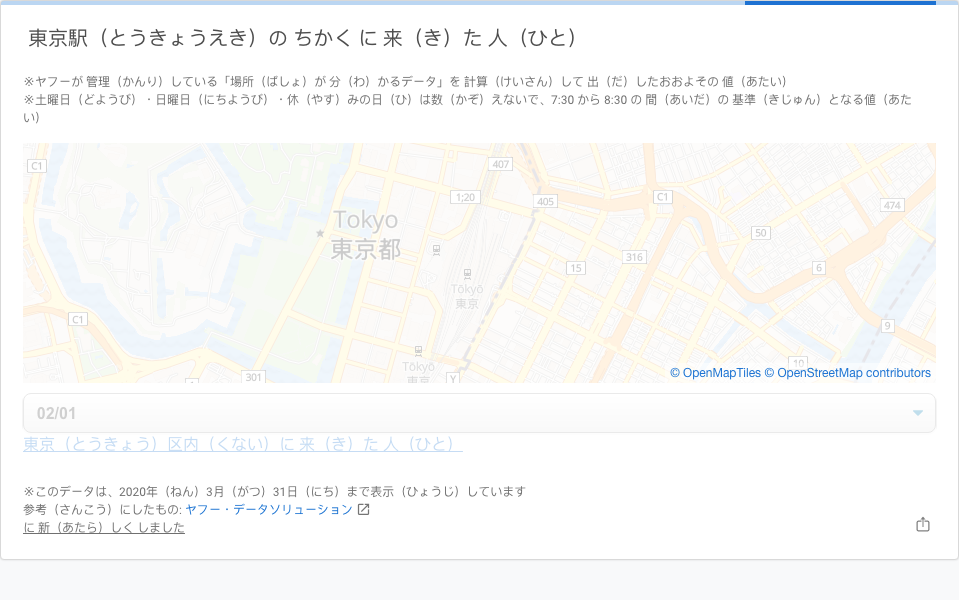 東京駅（とうきょうえき）の ちかく に 来（き）た 人（ひと）
※ヤフーが 管理（かんり）している「場所（ばしょ）が 分（わ）かるデータ」を 計算（けいさん）して 出（だ）したおおよその 値（あたい）
※土曜日（どようび）・日曜日（にちようび）・休（やす）みの日（ひ）は数（かぞ）えないで、7:30 から 8:30 の 間（あいだ）の 基準（きじゅん）となる値（あた
い）
407
C1
1;20
405
C1
474
Tokyo
東京都
50
316
15
6
Tōkyō
東京
C1
9
Tōkyō
東京
10
301
Y
© OpenMapTiles © OpenStreetMap contributors
02/01
東京（とうきょう）区内（くない）に 来（き）た 人（ひと）
※このデータは、2020年（ねん）3月（がつ）31日（にち）まで表示（ひょうじ）しています
参考（さんこう）にしたもの: ヤフー・データソリューション
に 新（あたら）しく しました